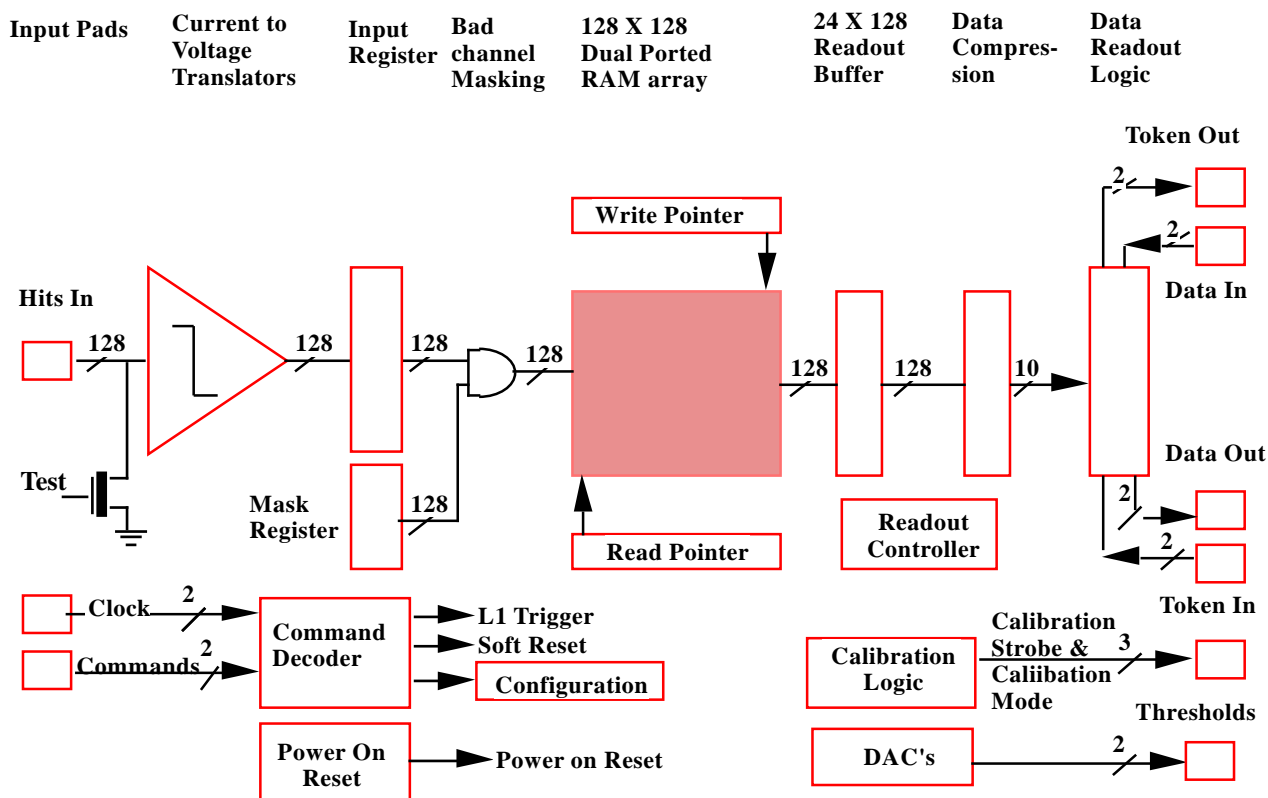 Input Pads
Current to
Voltage
Translators
Input
Register
Bad
channel
Masking
128 X 128
Dual Ported
RAM array
24 X 128
Readout
Buffer
Data
Compres-
sion
Data
Readout
Logic
Token Out
2
Write Pointer
2
Data In
Hits In
128
128
128
128
128
128
10
Test
Mask
Register
128
Read Pointer
Readout
Controller
Data Out
2
2
Token In
Clock
2
Commands
2
Command
Decoder
L1 Trigger
Soft Reset
Configuration
Power On
Reset
Power on Reset
Calibration
Logic
Calibration
Strobe &
Caliibation
Mode
3
Thresholds
DAC's
2